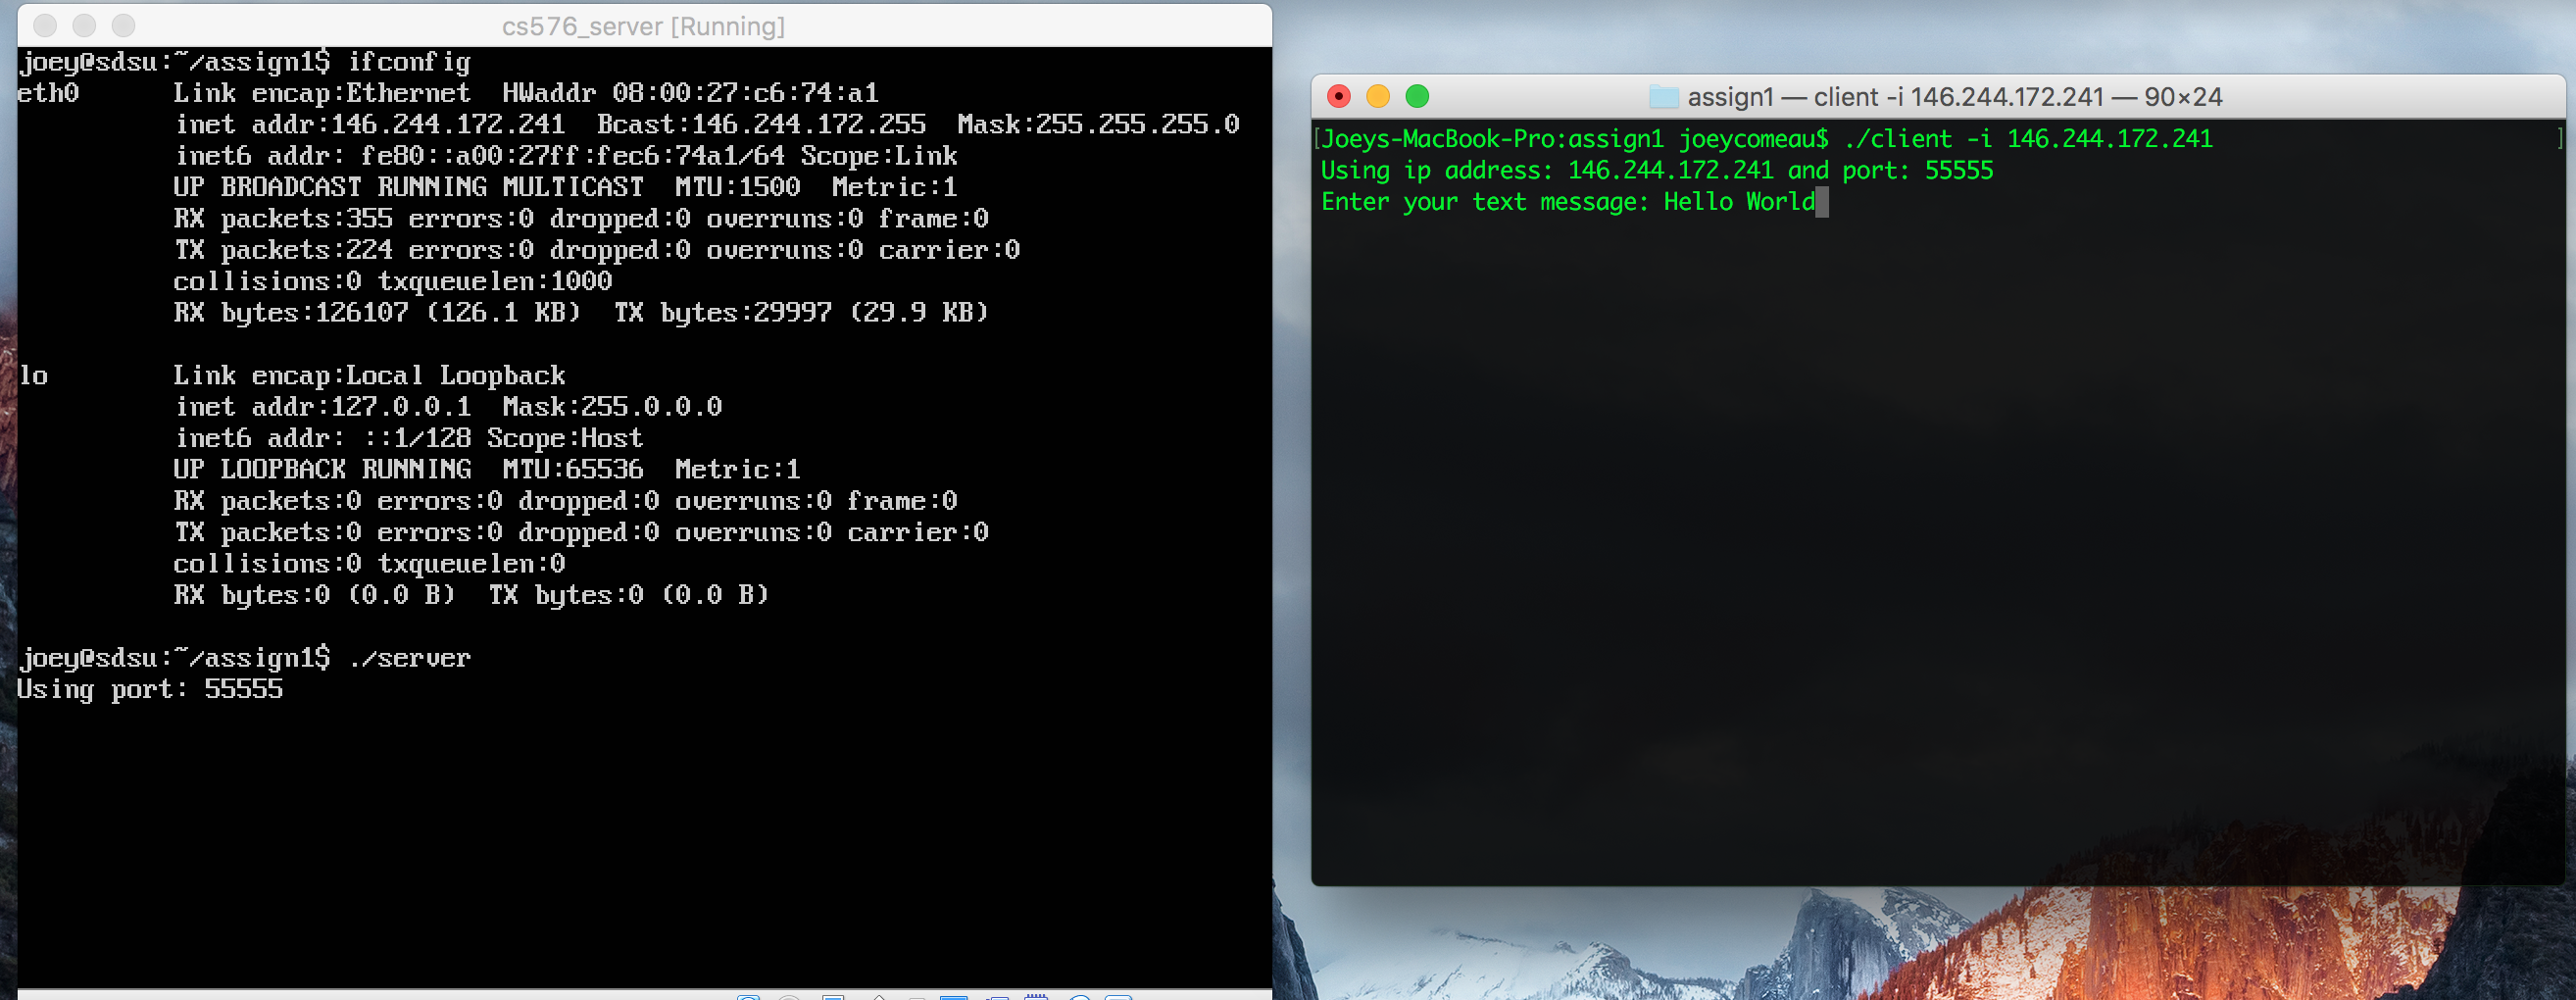 cs576_server [Running]
joey@sdsu:~/assign1$ ifconfig
eth0      Link encap:Ethernet  HWaddr 08:00:27:c6:74:a1
          inet addr:146.244.172.241  Bcast:146.244.172.255  Mask:255.255.255.0
          inet6 addr: fe80::a00:27ff:fec6:74a1/64 Scope:Link
          UP BROADCAST RUNNING MULTICAST  MTU:1500  Metric:1
          RX packets:355 errors:0 dropped:0 overruns:0 frame:0
          TX packets:224 errors:0 dropped:0 overruns:0 carrier:0
          collisions:0 txqueuelen:1000
          RX bytes:126107 (126.1 KB)  TX bytes:29997 (29.9 KB)

lo        Link encap:Local Loopback
          inet addr:127.0.0.1  Mask:255.0.0.0
          inet6 addr: ::1/128 Scope:Host
          UP LOOPBACK RUNNING  MTU:65536  Metric:1
          RX packets:0 errors:0 dropped:0 overruns:0 frame:0
          TX packets:0 errors:0 dropped:0 overruns:0 carrier:0
          collisions:0 txqueuelen:0
          RX bytes:0 (0.0 B)  TX bytes:0 (0.0 B)

joey@sdsu:~/assign1$ ./server
Using port: 55555
assign1 — client -i 146.244.172.241 — 90×24
[Joeys-MacBook-Pro:assign1 joeycomeau$ ./client -i 146.244.172.241 ]
Using ip address: 146.244.172.241 and port: 55555
Enter your text message: Hello World